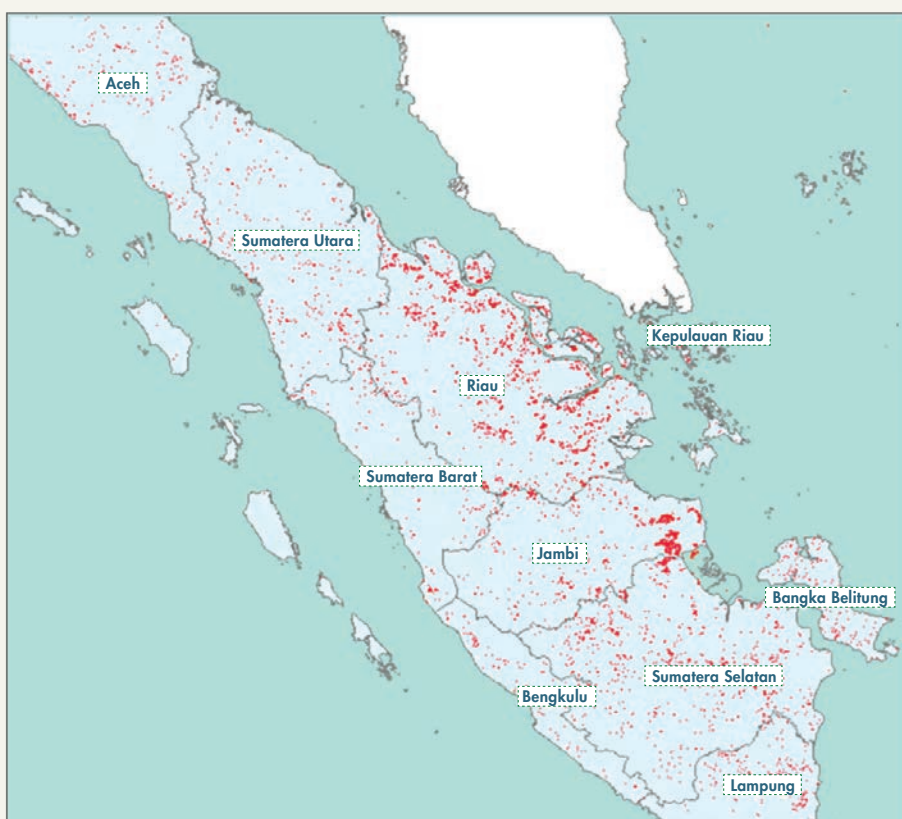 Aceh
Sumatera Utara
Kepulauan Riau
Riau
Sumatera Barat
Jambi
Bangka Belitung
Sumatera Selatan
Bengkulu
Lampung